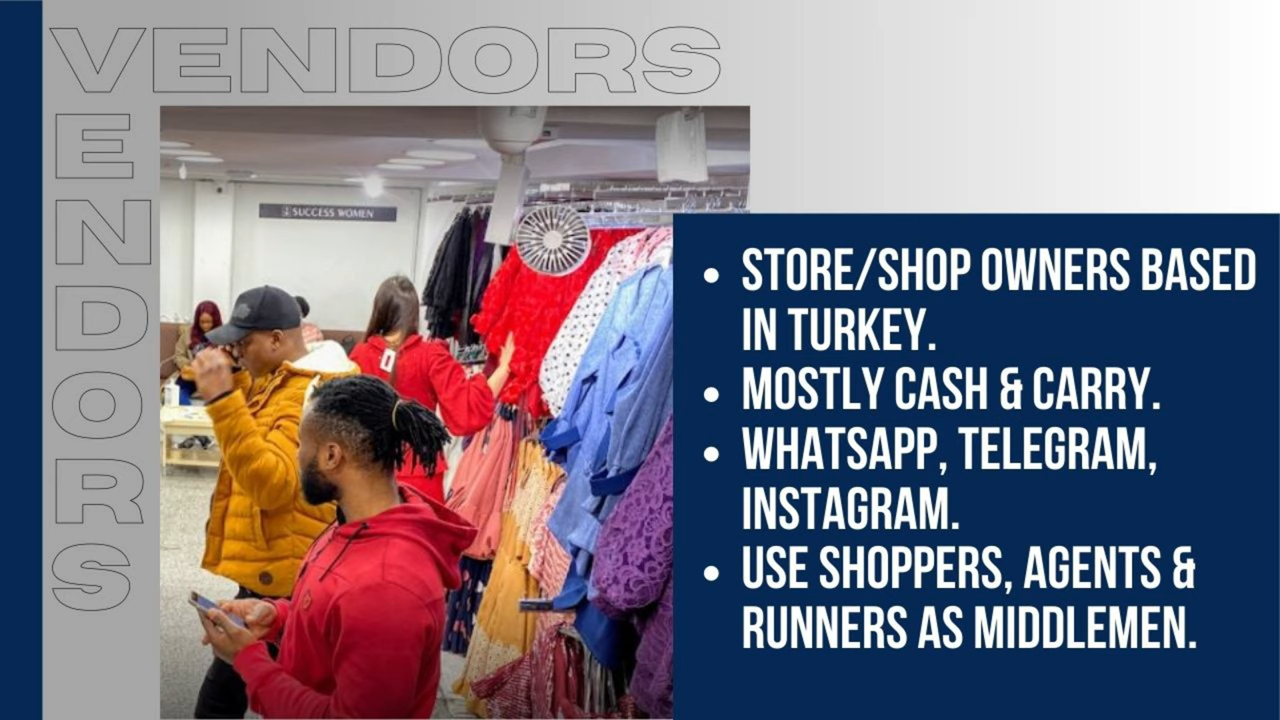 VENDORS
VENDORS
SUCCESS WOMEN
• STORE/SHOP OWNERS BASED
IN TURKEY.
• MOSTLY CASH & CARRY.
• WHATSAPP, TELEGRAM,
INSTAGRAM.
• USE SHOPPERS, AGENTS &
RUNNERS AS MIDDLEMEN.